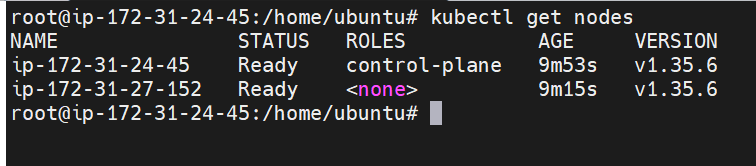 root@ip-172-31-24-45:/home/ubuntu# kubectl get nodes
NAME STATUS ROLES AGE VERSION
ip-172-31-24-45 Ready control-plane 9m53s v1.35.6
ip-172-31-27-152 Ready <none> 9m15s v1.35.6
root@ip-172-31-24-45:/home/ubuntu#